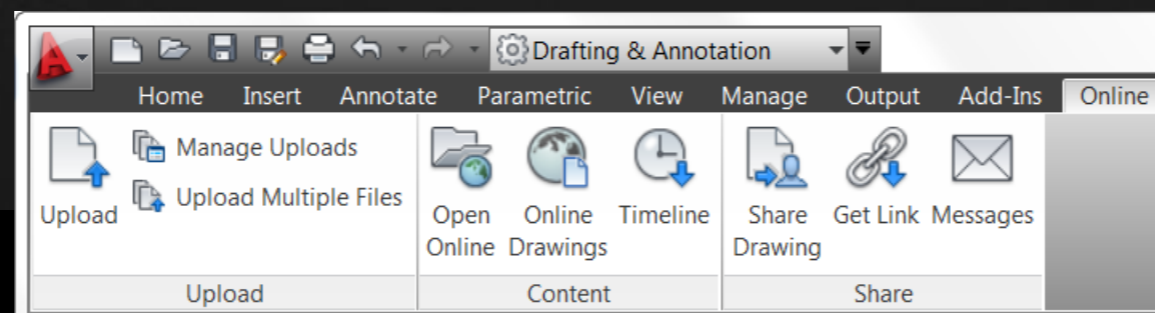 Drafting & Annotation
Home Insert Annotate Parametric View Manage Output Add-Ins Online
Upload
Manage Uploads
Upload Multiple Files
Open
Online
Online
Drawings
Timeline
Share
Drawing
Get Link
Messages
Upload
Content
Share